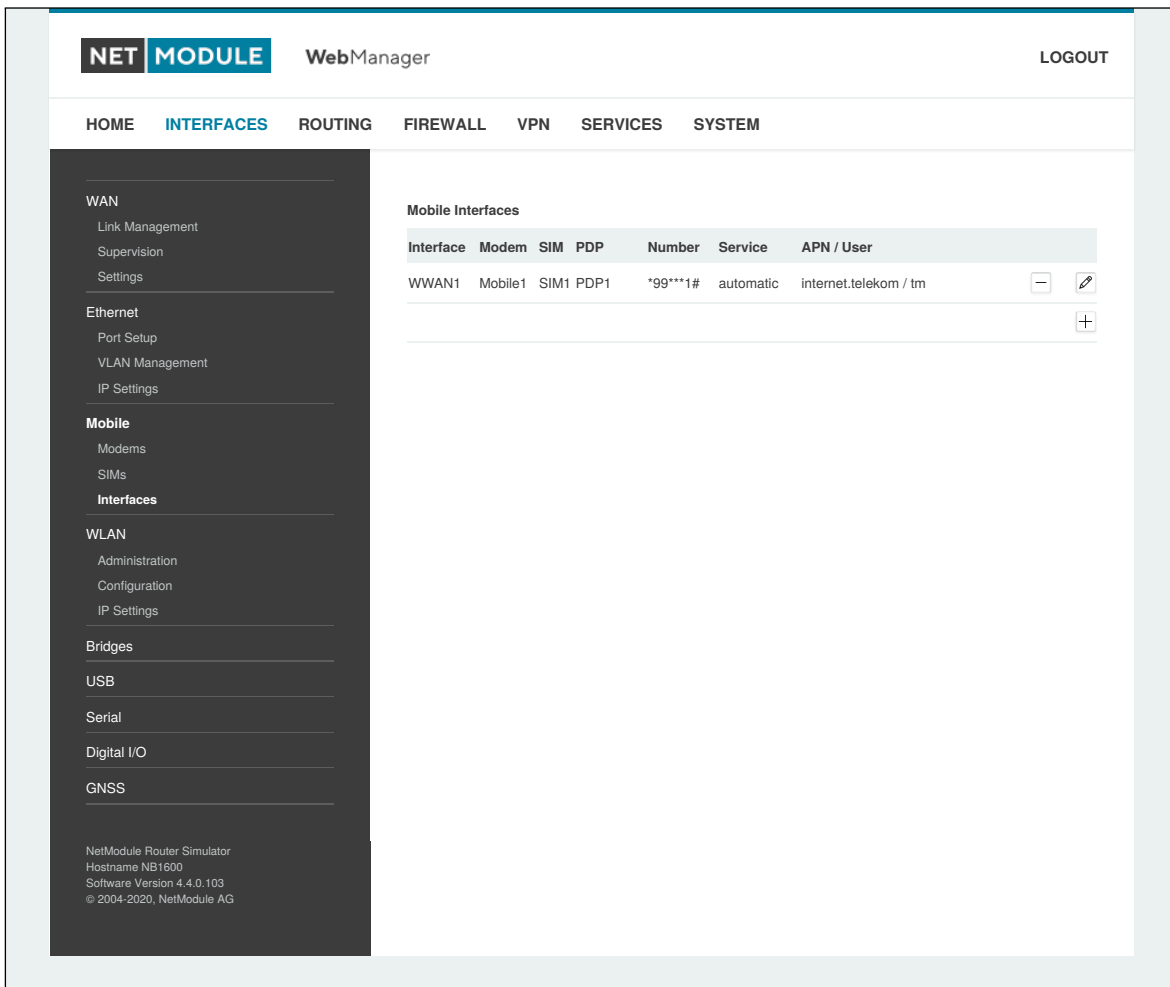 NET MODULE WebManager LOGOUT
HOME INTERFACES ROUTING FIREWALL VPN SERVICES SYSTEM
WAN
Link Management
Supervision
Settings
Ethernet
Port Setup
VLAN Management
IP Settings
Mobile
Modems
SIMs
Interfaces
WLAN
Administration
Configuration
IP Settings
Bridges
USB
Serial
Digital I/O
GNSS
NetModule Router Simulator
Hostname NB1600
Software Version 4.4.0.103
© 2004-2020, NetModule AG
Mobile Interfaces
Interface Modem SIM PDP Number Service APN / User
WWAN1 Mobile1 SIM1 PDP1 *99***1# automatic internet.telekom / tm